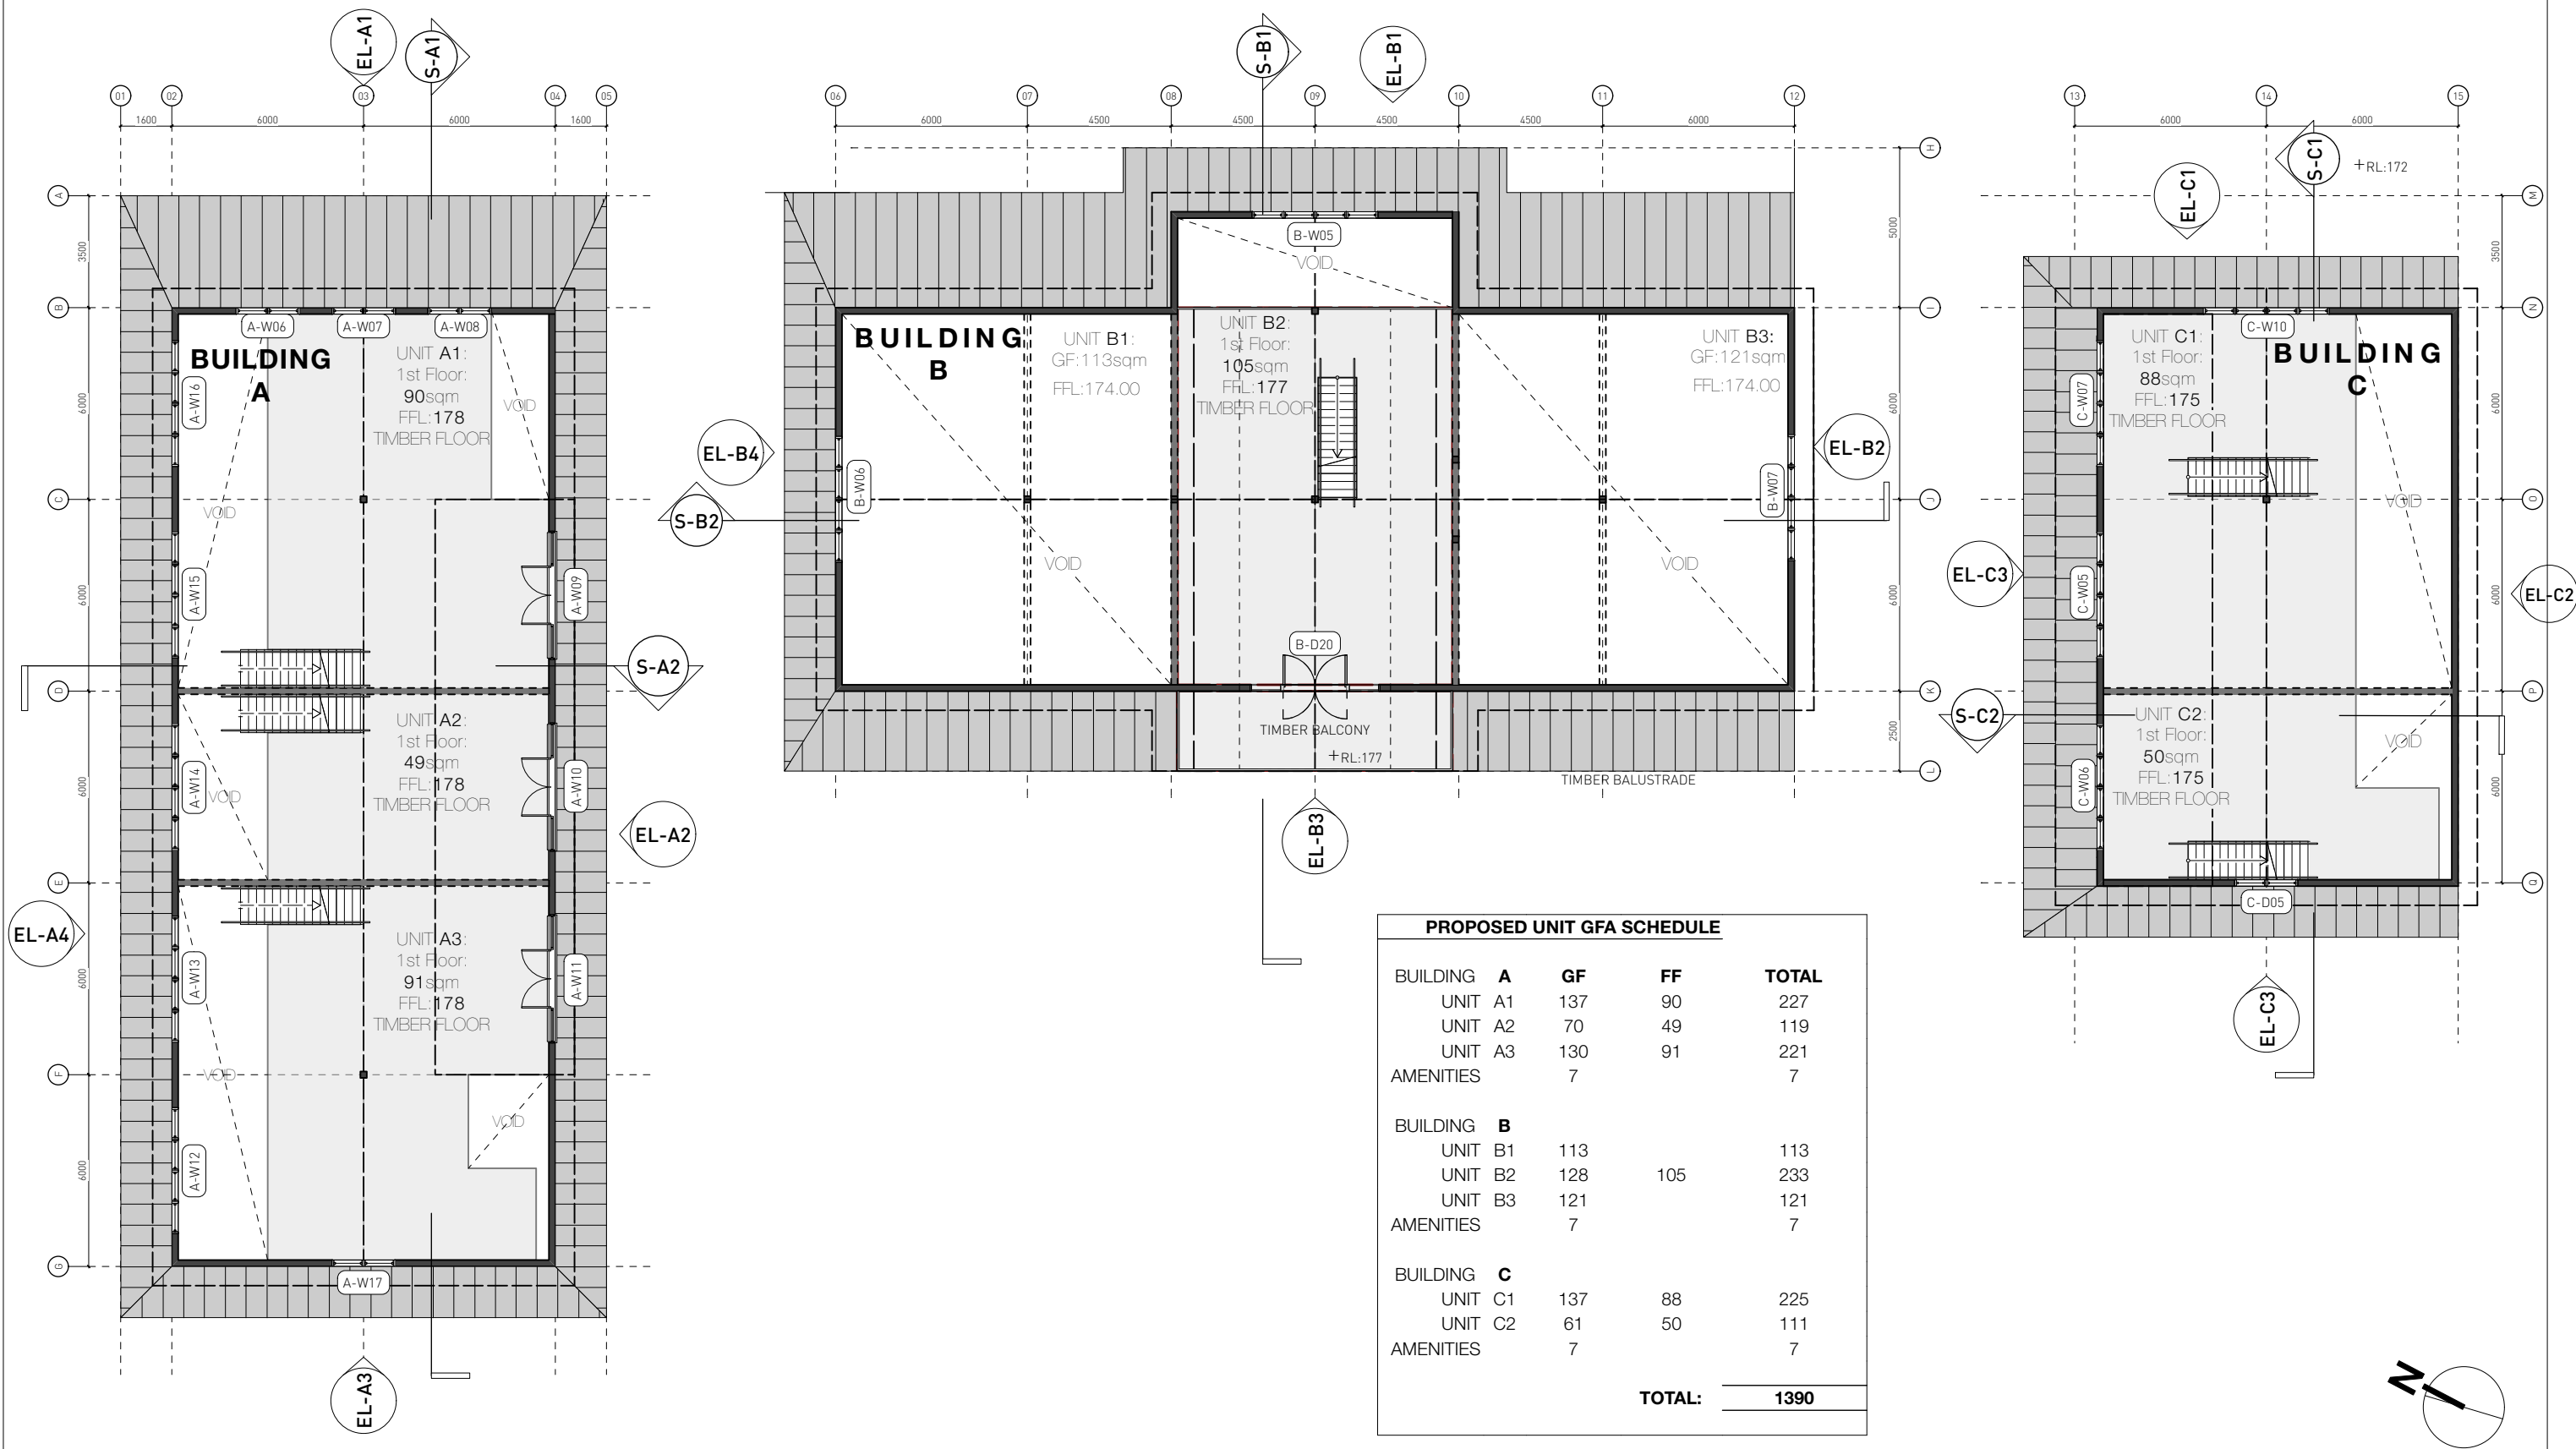 EL-A1
S-A1
S-B1
EL-B1
01
02
03
04
05
1600
6000
6000
1600
06
07
08
09
10
11
12
6000
4500
4500
4500
4500
6000
13
14
15
6000
6000
S-C1
+RL:172
EL-C1
A
B
C
D
E
F
G
3500
6000
6000
6000
6000
6000
A-W06
A-W07
A-W08
BUILDING
A
UNIT A1:
1st Floor:
90sqm
FFL:178
TIMBER FLOOR
VOID
VOID
A-W16
A-W15
A-W09
S-A2
UNIT A2:
1st Floor:
49sqm
FFL:178
TIMBER FLOOR
VOID
A-W14
A-W10
EL-A2
EL-A4
UNIT A3:
1st Floor:
91sqm
FFL:178
TIMBER FLOOR
VOID
VOID
A-W13
A-W11
A-W12
A-W17
EL-A3
H
I
J
K
L
5000
6000
6000
2500
B-W05
VOID
BUILDING
B
UNIT B1:
GF:113sqm
FFL:174.00
UNIT B2:
1st Floor:
105sqm
FFL:177
TIMBER FLOOR
UNIT B3:
GF:121sqm
FFL:174.00
EL-B4
S-B2
B-W06
B-W07
EL-B2
VOID
VOID
B-D20
TIMBER BALCONY
+RL:177
TIMBER BALUSTRADE
EL-B3
M
N
O
P
Q
3500
6000
6000
6000
C-W10
UNIT C1:
1st Floor:
88sqm
FFL:175
TIMBER FLOOR
BUILDING
C
C-W07
VOID
EL-C3
C-W05
EL-C2
S-C2
UNIT C2:
1st Floor:
50sqm
FFL:175
TIMBER FLOOR
VOID
C-W06
C-D05
EL-C3
PROPOSED UNIT GFA SCHEDULE
BUILDING A GF FF TOTAL
UNIT A1 137 90 227
UNIT A2 70 49 119
UNIT A3 130 91 221
AMENITIES 7 7
BUILDING B
UNIT B1 113 113
UNIT B2 128 105 233
UNIT B3 121 121
AMENITIES 7 7
BUILDING C
UNIT C1 137 88 225
UNIT C2 61 50 111
AMENITIES 7 7
TOTAL: 1390
N